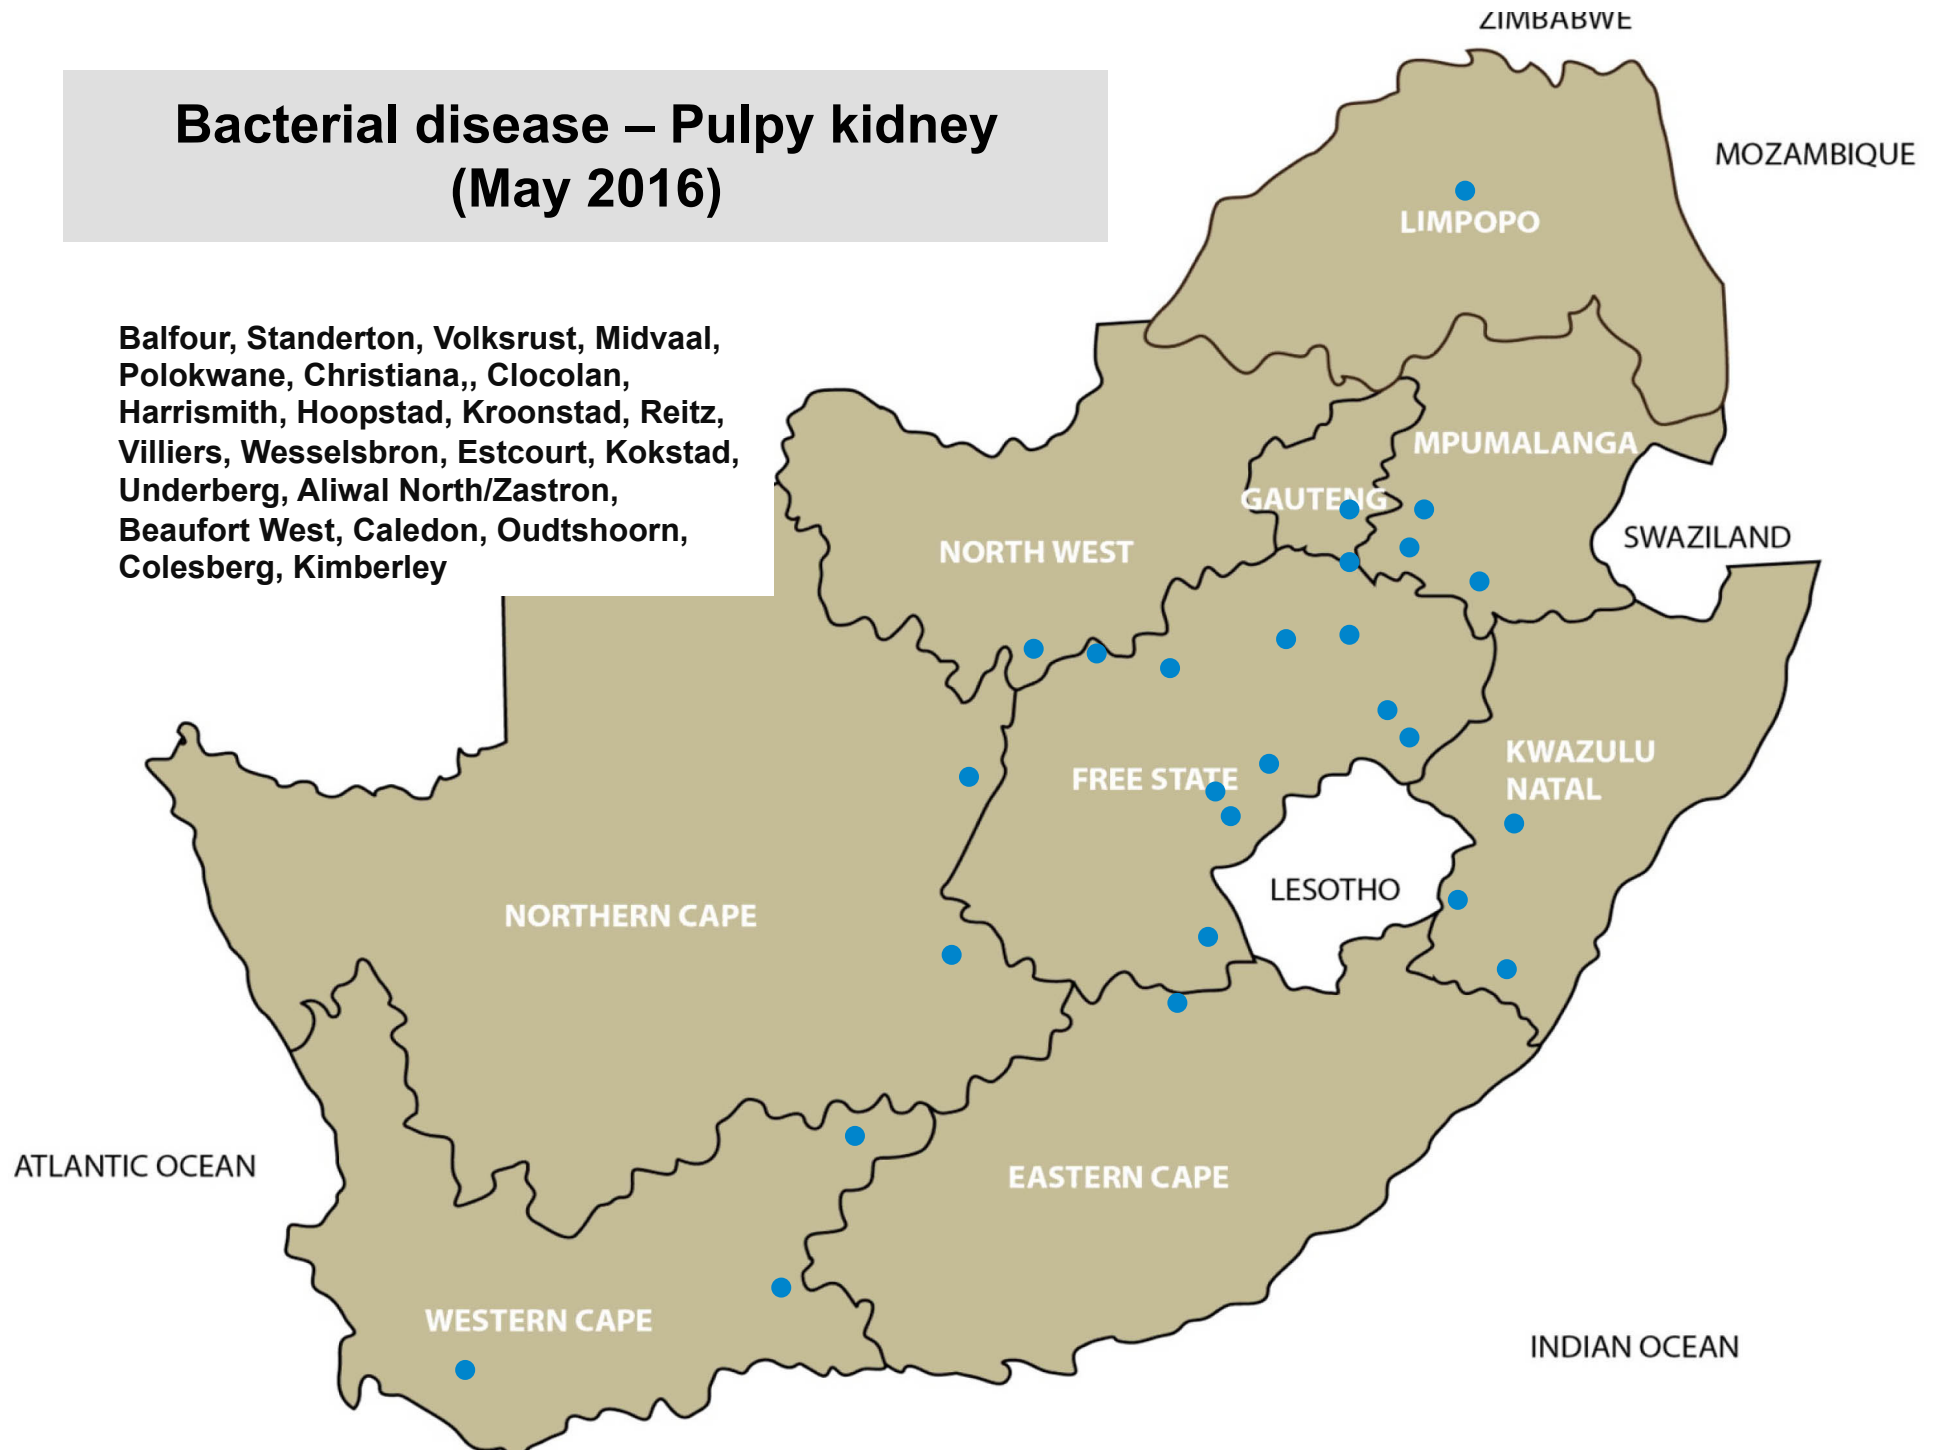 ZIMBABWE
Bacterial disease – Pulpy kidney
(May 2016)
MOZAMBIQUE
LIMPOPO
Balfour, Standerton, Volksrust, Midvaal,
Polokwane, Christiana,, Clocolan,
Harrismith, Hoopstad, Kroonstad, Reitz,
Villiers, Wesselsbron, Estcourt, Kokstad,
Underberg, Aliwal North/Zastron,
Beaufort West, Caledon, Oudtshoorn,
Colesberg, Kimberley
MPUMALANGA
GAUTENG
SWAZILAND
NORTH WEST
KWAZULU
NATAL
FREE STATE
LESOTHO
NORTHERN CAPE
ATLANTIC OCEAN
EASTERN CAPE
WESTERN CAPE
INDIAN OCEAN